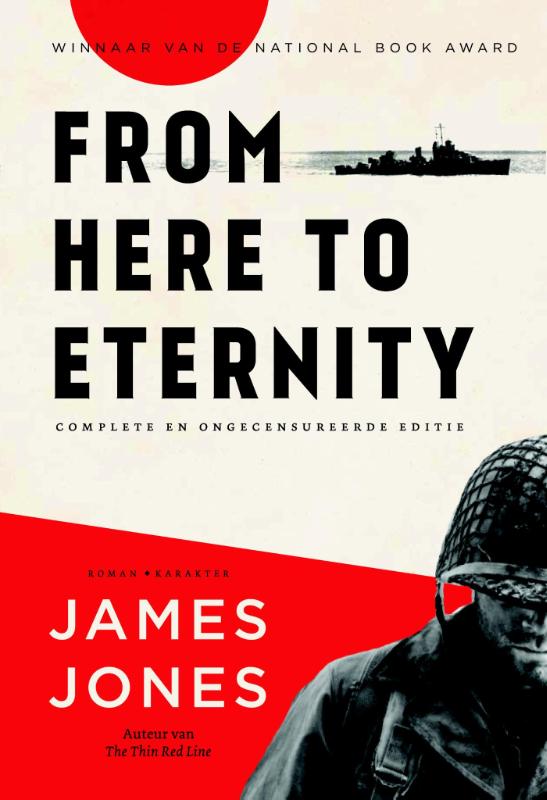 WINNAAR VAN DE NATIONAL BOOK AWARD
FROM
HERE TO
ETERNITY
COMPLETE EN ONGECENSUREERDE EDITIE
ROMAN ◆ KARAKTER
JAMES
JONES
Auteur van
The Thin Red Line